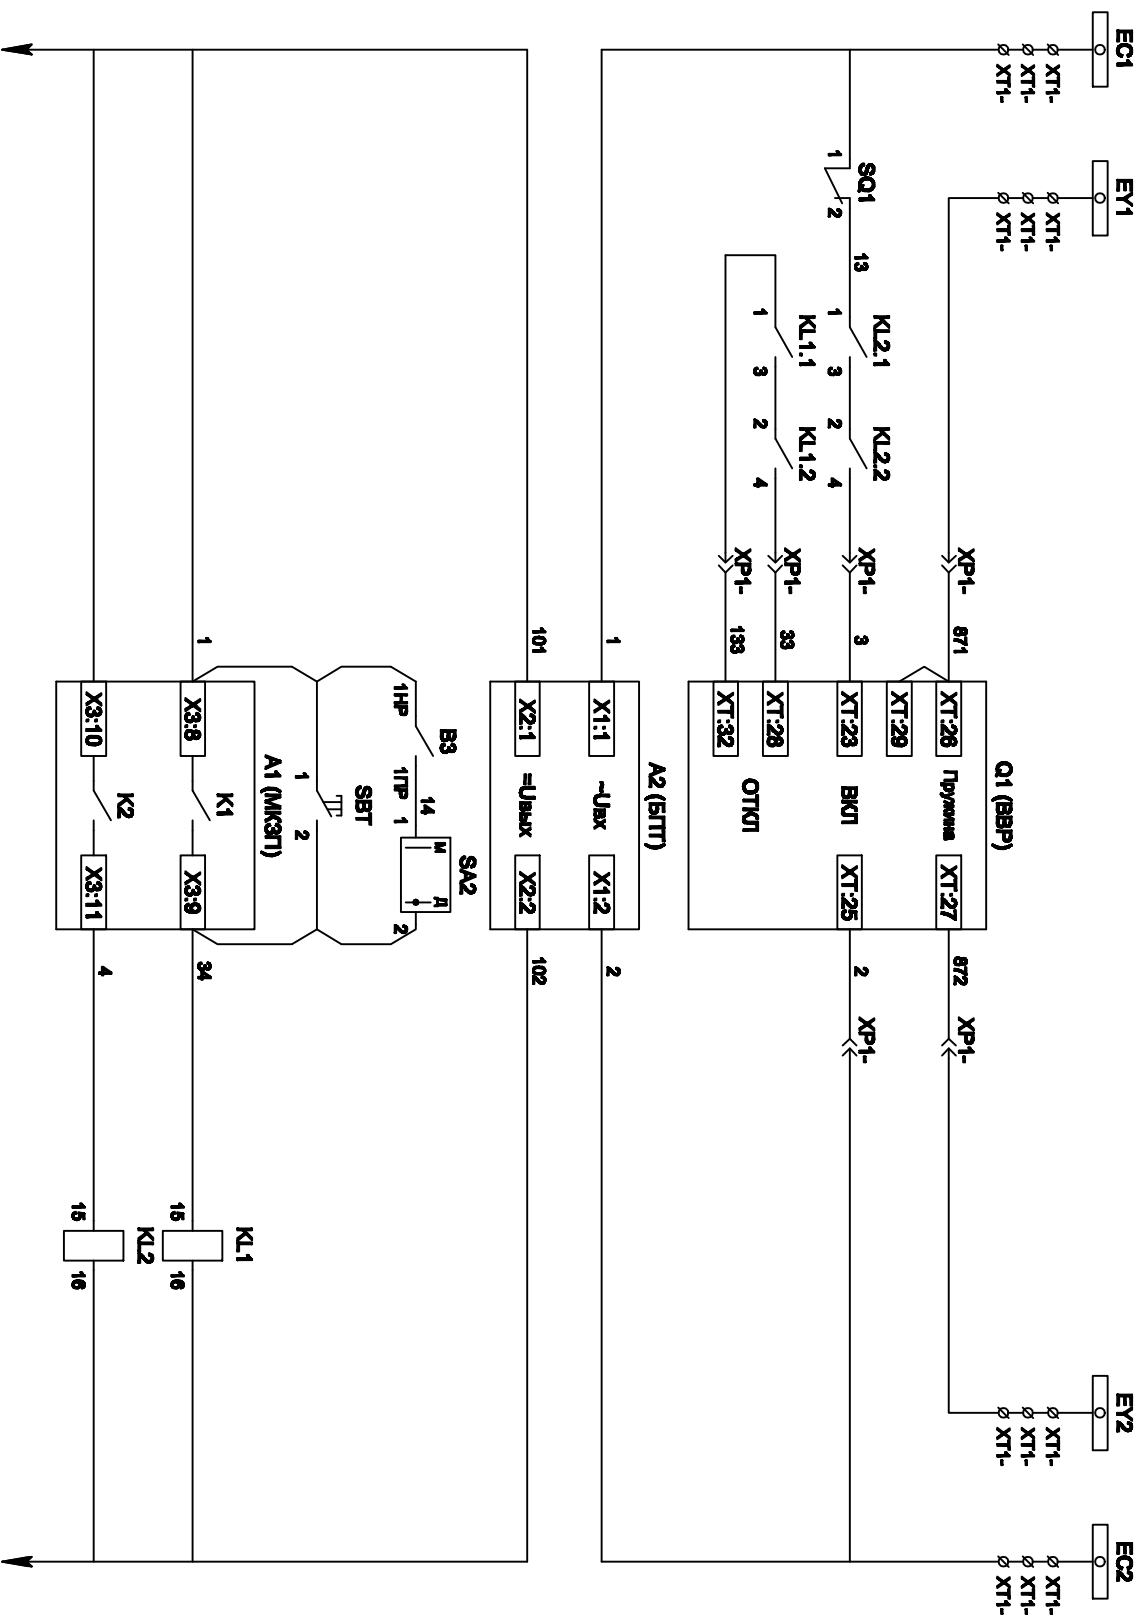 EC1
EY1
EY2
EC2
XT1-
XT1-
XT1-
XT1-
XT1-
XT1-
XT1-
XT1-
XT1-
XT1-
XT1-
XT1-
Q1 (ВВР)
XP1-
871
XT:26
Пружина
XT:27
872
XP1-
XT:29
SQ1
1
2
13
KL2.1
1
3
KL2.2
2
4
XP1-
3
XT:23
ВКЛ
XT:25
2
XP1-
KL1.1
1
3
KL1.2
2
4
XP1-
33
XT:28
ОТКЛ
XP1-
133
XT:32
A2 (БПТ)
1
X1:1
~Uвх
X1:2
2
101
X2:1
=Uвых
X2:2
102
B3
1НР
1ПР
14
1
SA2
М
Д
2
SBT
1
2
A1 (МКЗП)
1
X3:8
K1
X3:9
34
15
KL1
16
X3:10
K2
X3:11
4
15
KL2
16